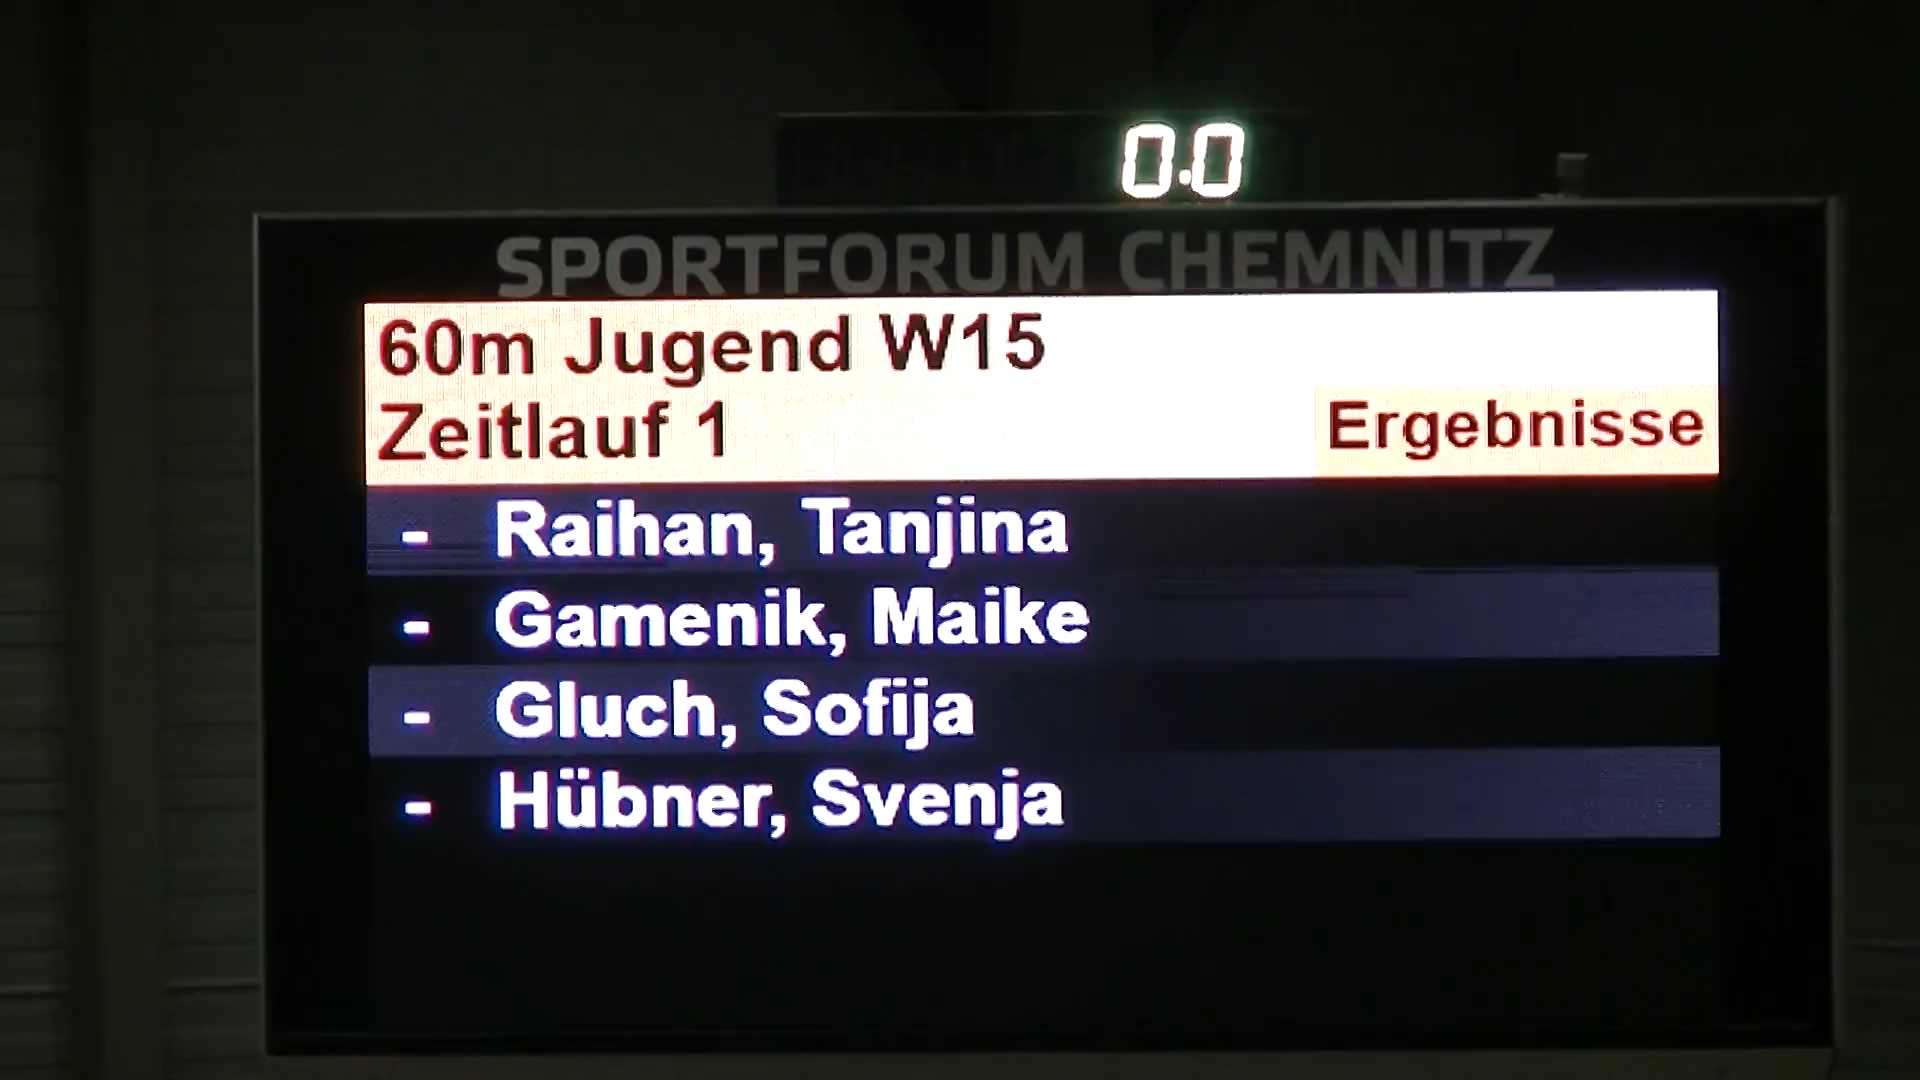 0.0
SPORTFORUM CHEMNITZ
60m Jugend W15
Zeitlauf 1 Ergebnisse
- Raihan, Tanjina
- Gamenik, Maike
- Gluch, Sofija
- Hübner, Svenja